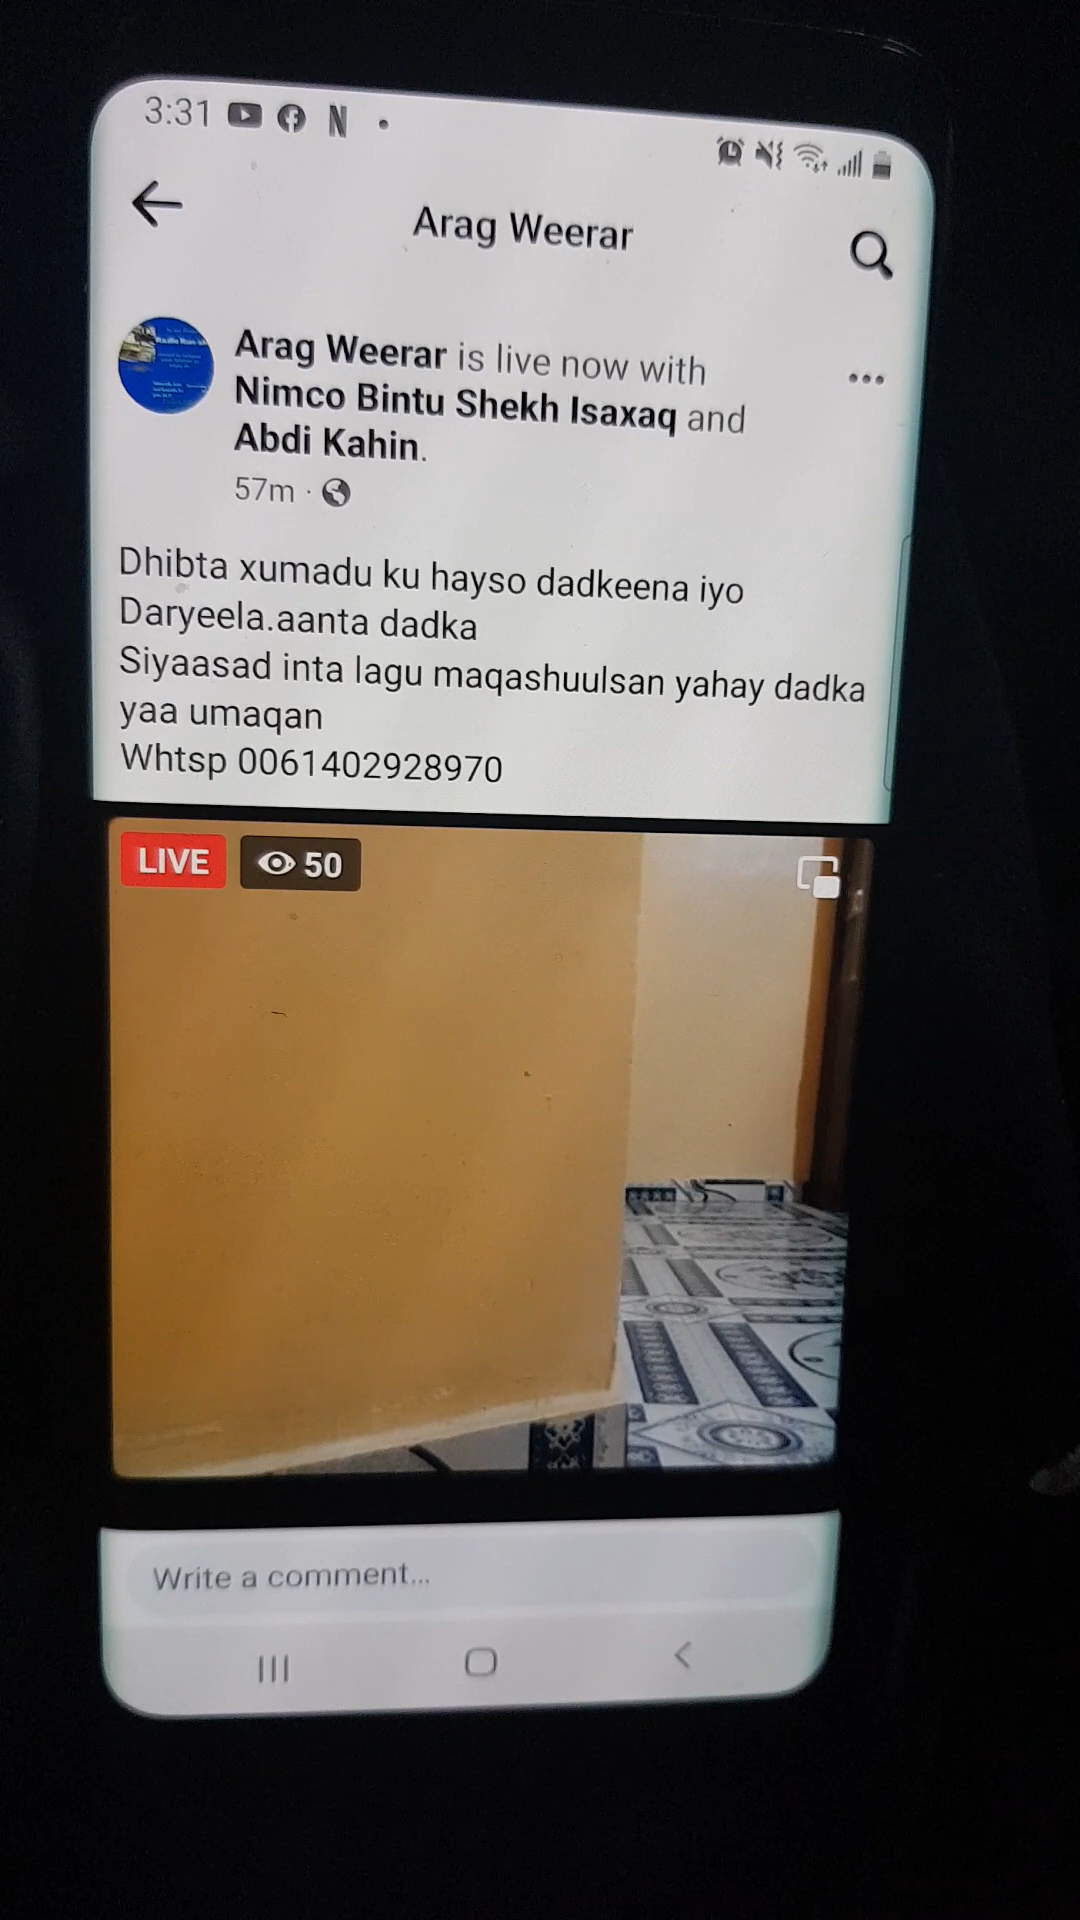 3:31
Arag Weerar
Arag Weerar is live now with
Nimco Bintu Shekh Isaxaq and
Abdi Kahin.
57m ·
Dhibta xumadu ku hayso dadkeena iyo
Daryeela.aanta dadka
Siyaasad inta lagu maqashuulsan yahay dadka
yaa umaqan
Whtsp 0061402928970
LIVE 50
Write a comment...